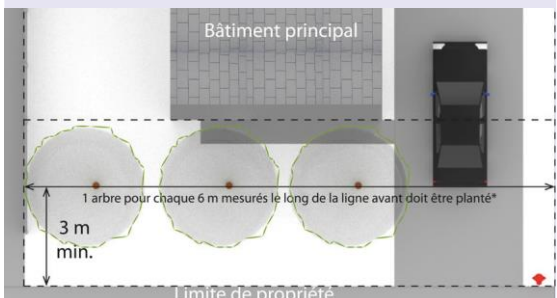 Bâtiment principal
1 arbre pour chaque 6 m mesurés le long de la ligne avant doit être planté*
3 m
min.
Limite de propriété